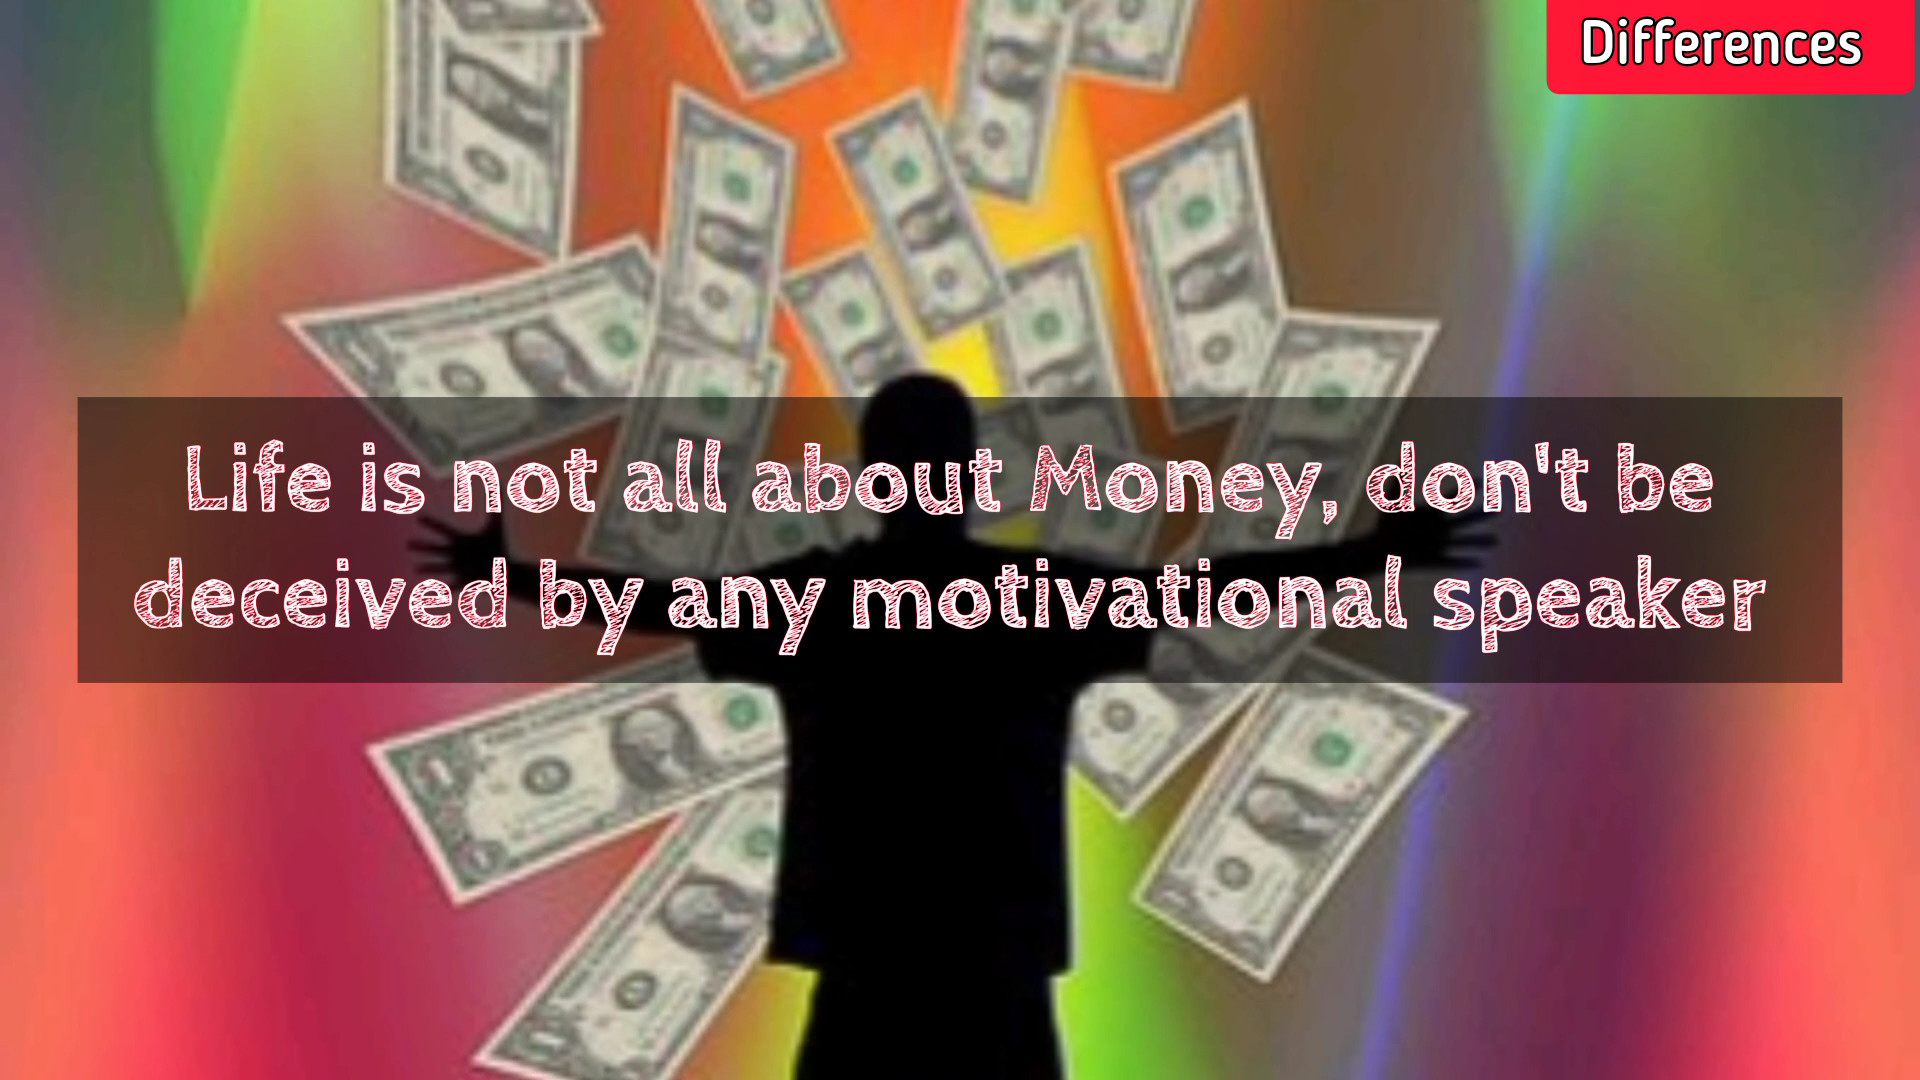 Differences
Life is not all about Money, don't be
deceived by any motivational speaker